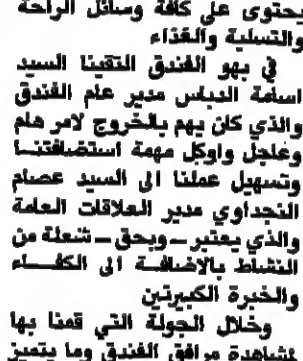 يحتوى على كافة وسائل الراحة
والتسلية والغذاء
في بهو الفندق التقينا السيد
اسامة الدباس مدير عام الفندق
والذي كان يهم بالخروج لامر هام
وعاجل واوكل مهمة استضافتنا
وتسهيل عملنا الى السيد عصام
النجداوي مدير العلاقات العامة
والذي يعتبر - وبحق - شعلة من
النشاط بالاضافة الى الكفاء
والخبرة الكبيرتين
وخلال الجولة التي قمنا بها
لمشاهدة مرافق الفندق وما يتميز